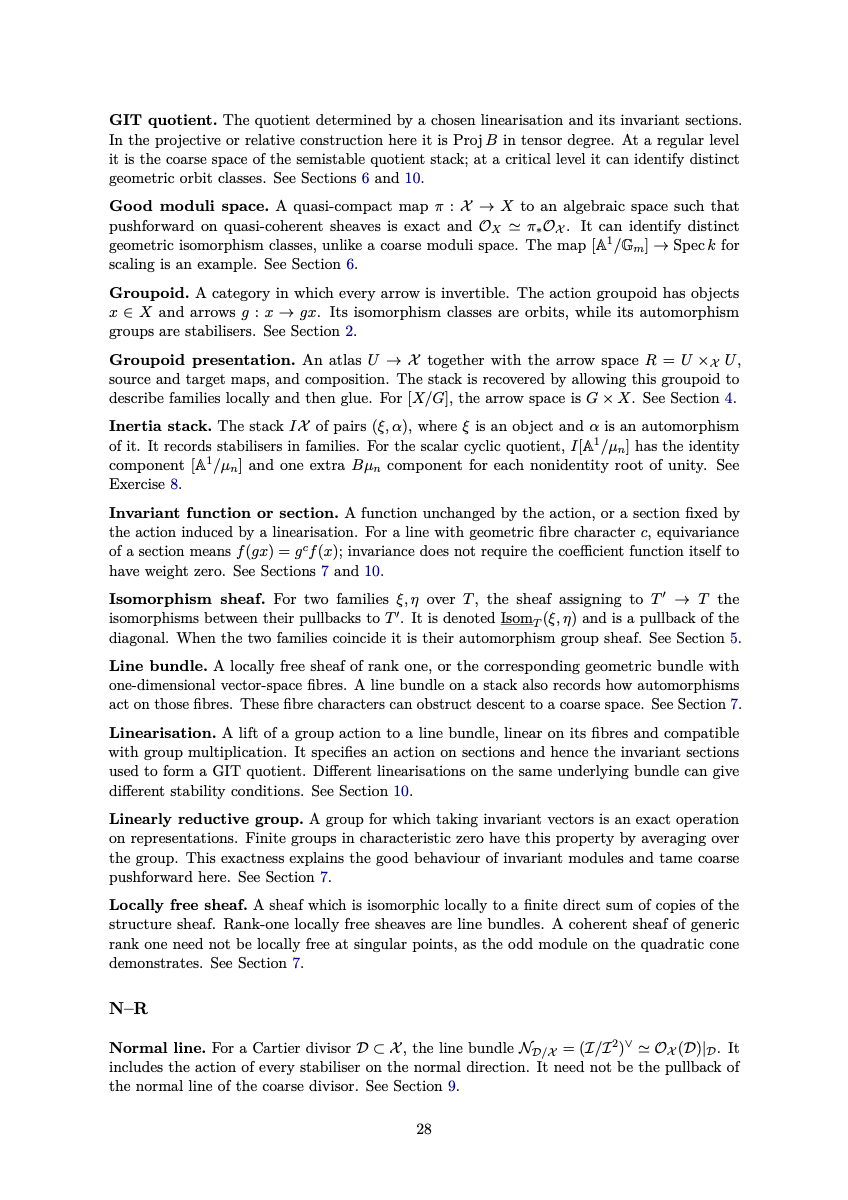 GIT quotient. The quotient determined by a chosen linearisation and its invariant sections.
In the projective or relative construction here it is Proj B in tensor degree. At a regular level
it is the coarse space of the semistable quotient stack; at a critical level it can identify distinct
geometric orbit classes. See Sections 6 and 10.
Good moduli space. A quasi-compact map π : 𝒳 → X to an algebraic space such that
pushforward on quasi-coherent sheaves is exact and 𝒪_X ≃ π_*𝒪_𝒳. It can identify distinct
geometric isomorphism classes, unlike a coarse moduli space. The map [𝔸¹/𝔾_m] → Spec k for
scaling is an example. See Section 6.
Groupoid. A category in which every arrow is invertible. The action groupoid has objects
x ∈ X and arrows g : x → gx. Its isomorphism classes are orbits, while its automorphism
groups are stabilisers. See Section 2.
Groupoid presentation. An atlas U → 𝒳 together with the arrow space R = U ×_𝒳 U,
source and target maps, and composition. The stack is recovered by allowing this groupoid to
describe families locally and then glue. For [X/G], the arrow space is G × X. See Section 4.
Inertia stack. The stack I𝒳 of pairs (ξ, α), where ξ is an object and α is an automorphism
of it. It records stabilisers in families. For the scalar cyclic quotient, I[𝔸¹/μ_n] has the identity
component [𝔸¹/μ_n] and one extra Bμ_n component for each nonidentity root of unity. See
Exercise 8.
Invariant function or section. A function unchanged by the action, or a section fixed by
the action induced by a linearisation. For a line with geometric fibre character c, equivariance
of a section means f(gx) = g^c f(x); invariance does not require the coefficient function itself to
have weight zero. See Sections 7 and 10.
Isomorphism sheaf. For two families ξ, η over T, the sheaf assigning to T′ → T the
isomorphisms between their pullbacks to T′. It is denoted Isom_T(ξ, η) and is a pullback of the
diagonal. When the two families coincide it is their automorphism group sheaf. See Section 5.
Line bundle. A locally free sheaf of rank one, or the corresponding geometric bundle with
one-dimensional vector-space fibres. A line bundle on a stack also records how automorphisms
act on those fibres. These fibre characters can obstruct descent to a coarse space. See Section 7.
Linearisation. A lift of a group action to a line bundle, linear on its fibres and compatible
with group multiplication. It specifies an action on sections and hence the invariant sections
used to form a GIT quotient. Different linearisations on the same underlying bundle can give
different stability conditions. See Section 10.
Linearly reductive group. A group for which taking invariant vectors is an exact operation
on representations. Finite groups in characteristic zero have this property by averaging over
the group. This exactness explains the good behaviour of invariant modules and tame coarse
pushforward here. See Section 7.
Locally free sheaf. A sheaf which is isomorphic locally to a finite direct sum of copies of the
structure sheaf. Rank-one locally free sheaves are line bundles. A coherent sheaf of generic
rank one need not be locally free at singular points, as the odd module on the quadratic cone
demonstrates. See Section 7.
N–R
Normal line. For a Cartier divisor 𝒟 ⊂ 𝒳, the line bundle 𝒩_{𝒟/𝒳} = (ℐ/ℐ²)^∨ ≃ 𝒪_𝒳(𝒟)|_𝒟. It
includes the action of every stabiliser on the normal direction. It need not be the pullback of
the normal line of the coarse divisor. See Section 9.
28